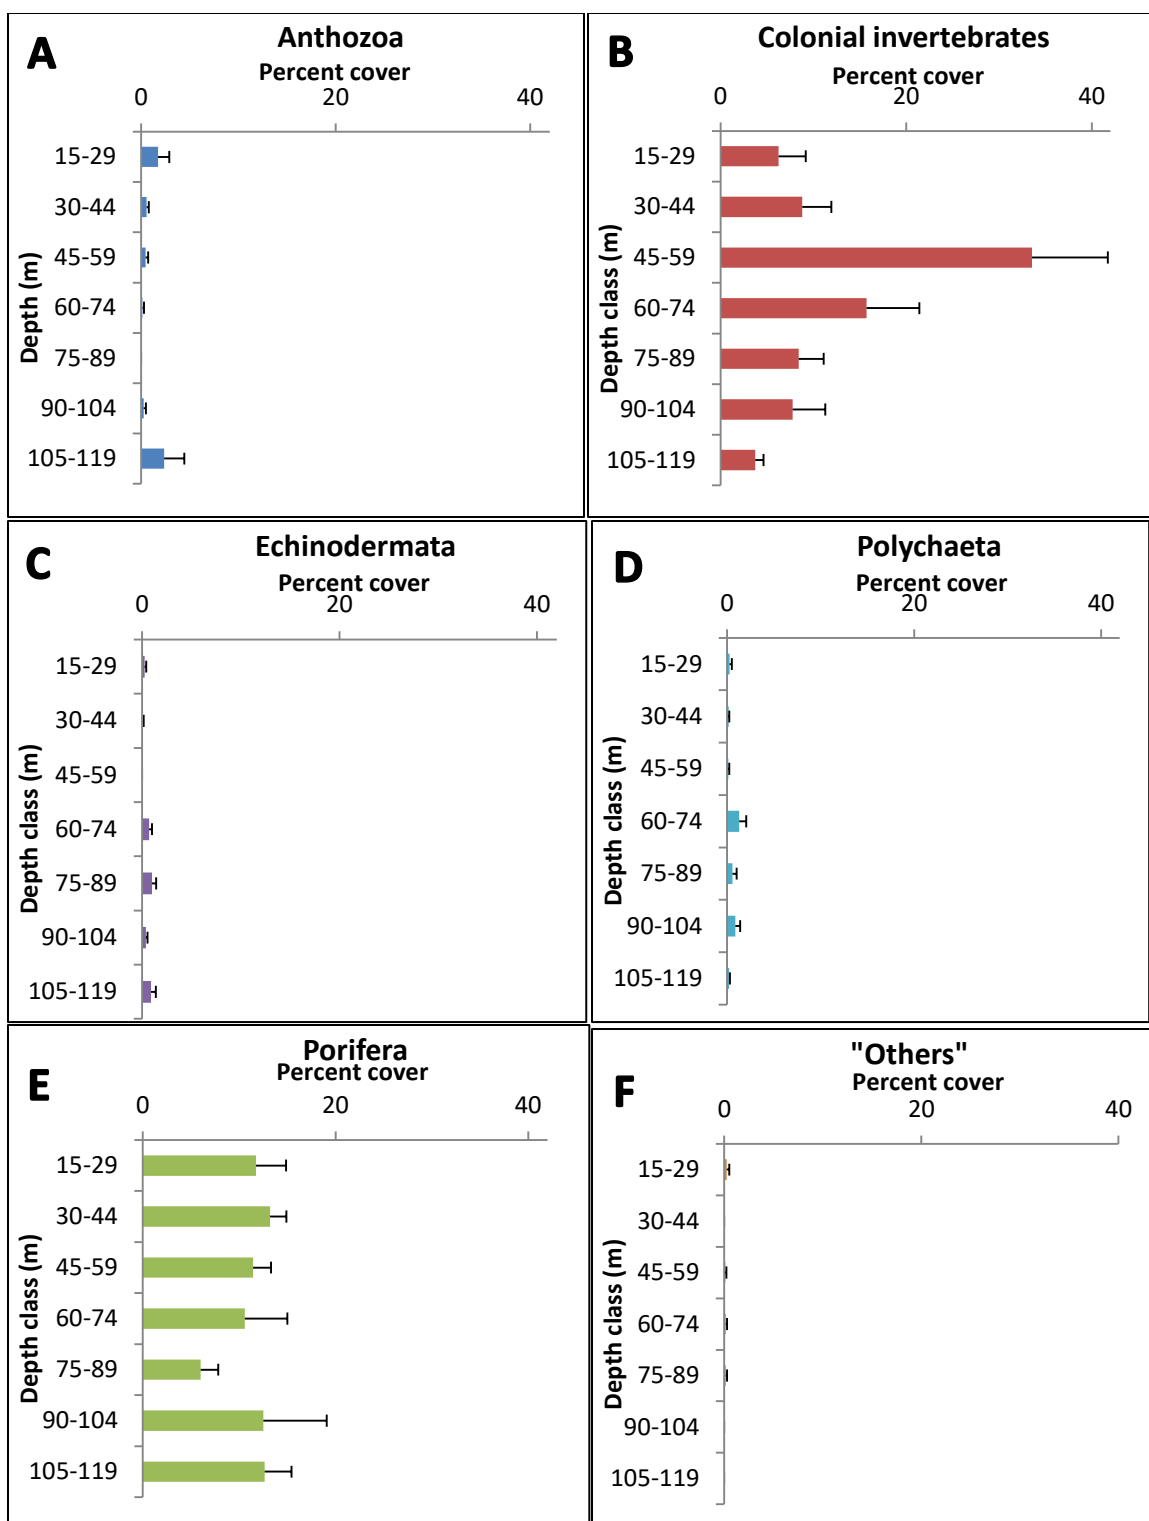 A
Anthozoa
Percent cover
0 20 40
Depth (m)
15-29
30-44
45-59
60-74
75-89
90-104
105-119
B
Colonial invertebrates
Percent cover
0 20 40
Depth class (m)
15-29
30-44
45-59
60-74
75-89
90-104
105-119
C
Echinodermata
Percent cover
0 20 40
Depth class (m)
15-29
30-44
45-59
60-74
75-89
90-104
105-119
D
Polychaeta
Percent cover
0 20 40
Depth class (m)
15-29
30-44
45-59
60-74
75-89
90-104
105-119
E
Porifera
Percent cover
0 20 40
Depth class (m)
15-29
30-44
45-59
60-74
75-89
90-104
105-119
F
"Others"
Percent cover
0 20 40
Depth class (m)
15-29
30-44
45-59
60-74
75-89
90-104
105-119